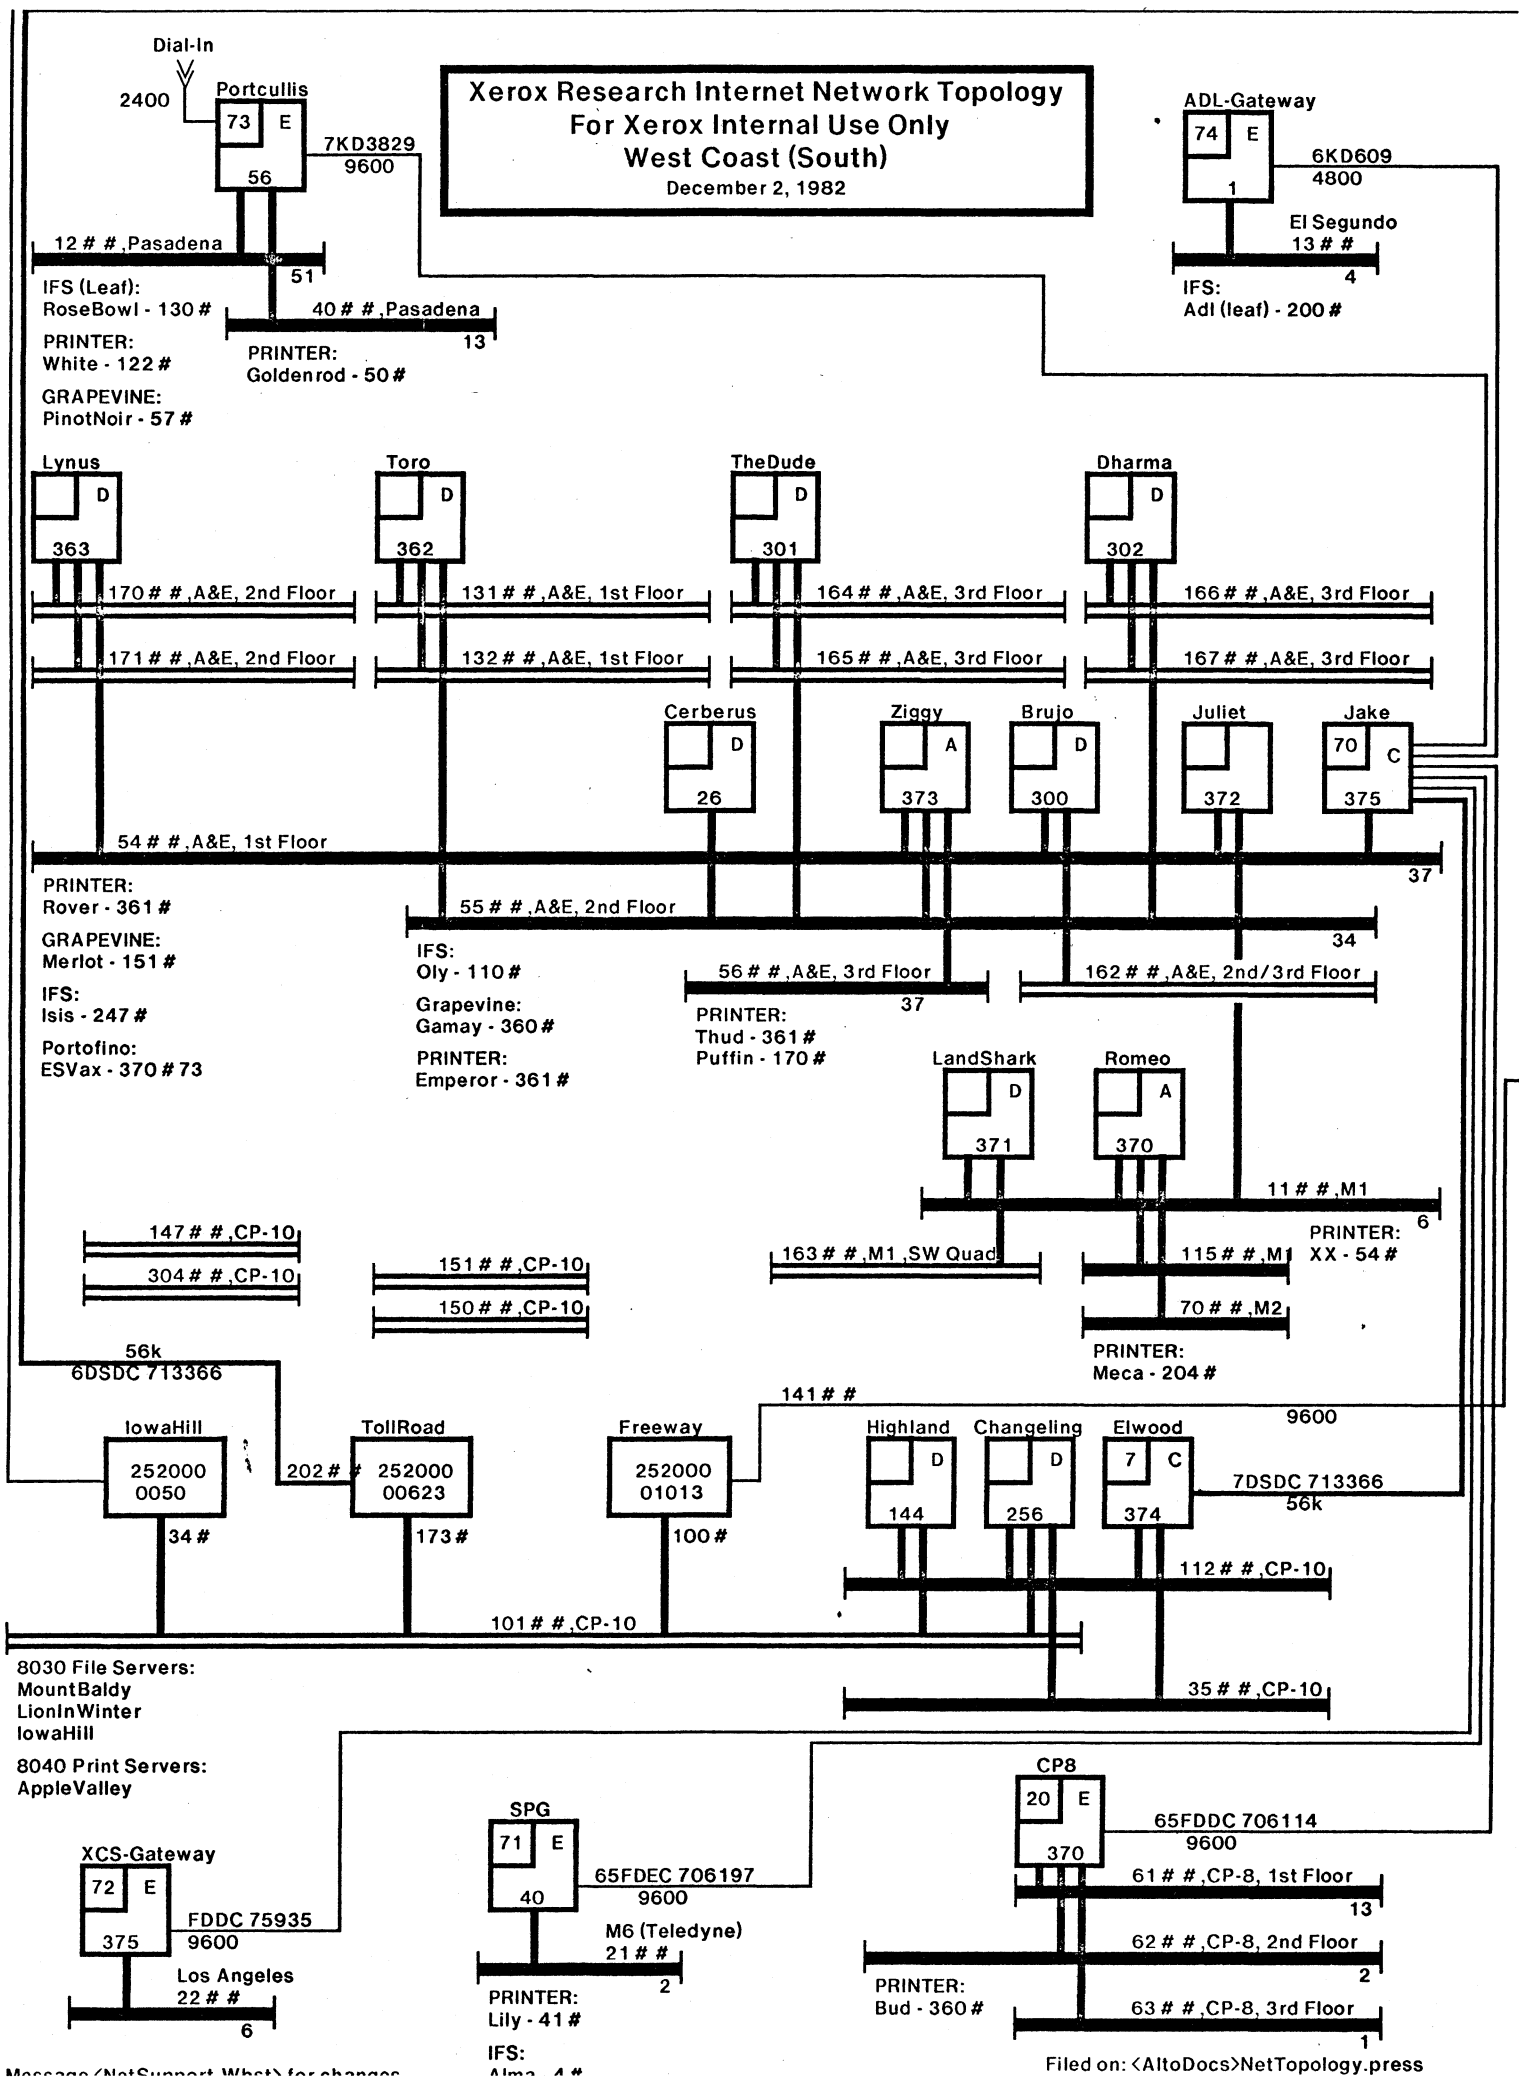 Dial-In
2400
Portcullis
73 E
56
7KD3829
9600
Xerox Research Internet Network Topology
For Xerox Internal Use Only
West Coast (South)
December 2, 1982
ADL-Gateway
74 E
1
6KD609
4800
El Segundo
13# #
4
IFS:
Adl (leaf) - 200#
12# #,Pasadena
51
IFS (Leaf):
RoseBowl - 130#
PRINTER:
White - 122#
GRAPEVINE:
PinotNoir - 57#
40# #,Pasadena
13
PRINTER:
Goldenrod - 50#
Lynus
D
363
170# #,A&E, 2nd Floor
171# #,A&E, 2nd Floor
Toro
D
362
131# #,A&E, 1st Floor
132# #,A&E, 1st Floor
TheDude
D
301
164# #,A&E, 3rd Floor
165# #,A&E, 3rd Floor
Dharma
D
302
166# #,A&E, 3rd Floor
167# #,A&E, 3rd Floor
Cerberus
D
26
Ziggy
A
373
Brujo
D
300
Juliet
372
Jake
70 C
375
54# #,A&E, 1st Floor
37
PRINTER:
Rover - 361#
GRAPEVINE:
Merlot - 151#
IFS:
Isis - 247#
Portofino:
ESVax - 370#73
55# #,A&E, 2nd Floor
34
IFS:
Oly - 110#
Grapevine:
Gamay - 360#
PRINTER:
Emperor - 361#
56# #,A&E, 3rd Floor
37
PRINTER:
Thud - 361#
Puffin - 170#
162# #,A&E, 2nd/3rd Floor
LandShark
D
371
Romeo
A
370
11# #,M1
6
PRINTER:
XX - 54#
163# #,M1,SW Quad
115# #,M1
70# #,M2
PRINTER:
Meca - 204#
147# #,CP-10
304# #,CP-10
151# #,CP-10
150# #,CP-10
56k
6DSDC 713366
141# #
9600
IowaHill
252000
0050
34#
202# #
TollRoad
252000
00623
173#
Freeway
252000
01013
100#
Highland
D
144
Changeling
D
256
Elwood
7 C
374
7DSDC 713366
56k
112# #,CP-10
101# #,CP-10
35# #,CP-10
8030 File Servers:
MountBaldy
LionInWinter
IowaHill
8040 Print Servers:
AppleValley
XCS-Gateway
72 E
375
FDDC 75935
9600
Los Angeles
22# #
6
SPG
71 E
40
65FDEC 706197
9600
M6 (Teledyne)
21# #
2
PRINTER:
Lily - 41#
IFS:
Alma - 4#
CP8
20 E
370
65FDDC 706114
9600
61# #,CP-8, 1st Floor
13
62# #,CP-8, 2nd Floor
2
PRINTER:
Bud - 360#
63# #,CP-8, 3rd Floor
1
Message <NetSupport.Wbst> for changes
Filed on: <AltoDocs>NetTopology.press